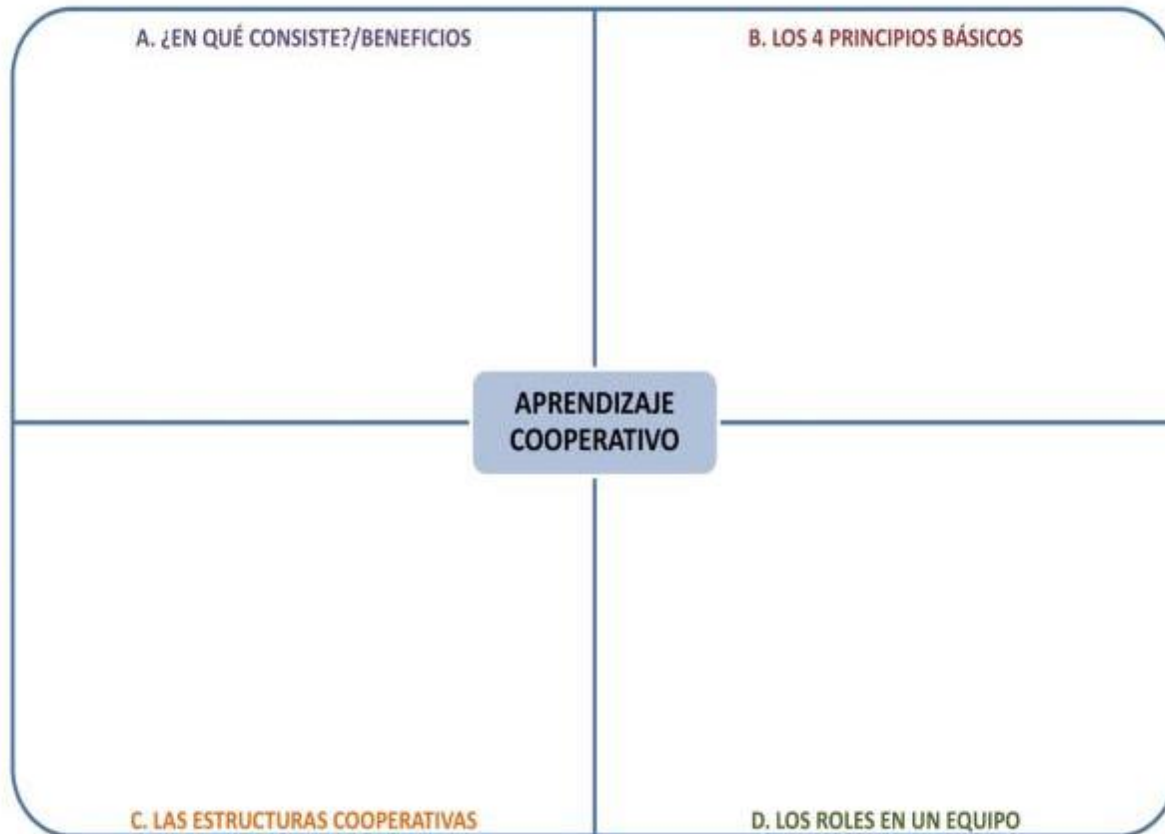 A. ¿EN QUÉ CONSISTE?/BENEFICIOS
B. LOS 4 PRINCIPIOS BÁSICOS
APRENDIZAJE
COOPERATIVO
C. LAS ESTRUCTURAS COOPERATIVAS
D. LOS ROLES EN UN EQUIPO